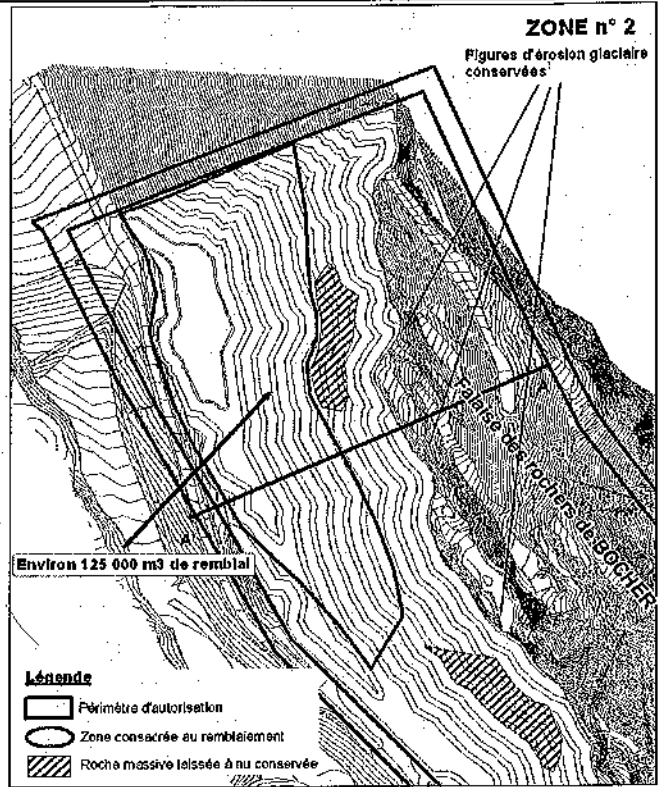 ZONE n° 2
Figures d'érosion glaciaire
conservées
Falaise des rochers de BOCHER
A
A
Environ 125 000 m3 de remblai
Légende
Périmètre d'autorisation
Zone consacrée au remblaiement
Roche massive laissée à nu conservée